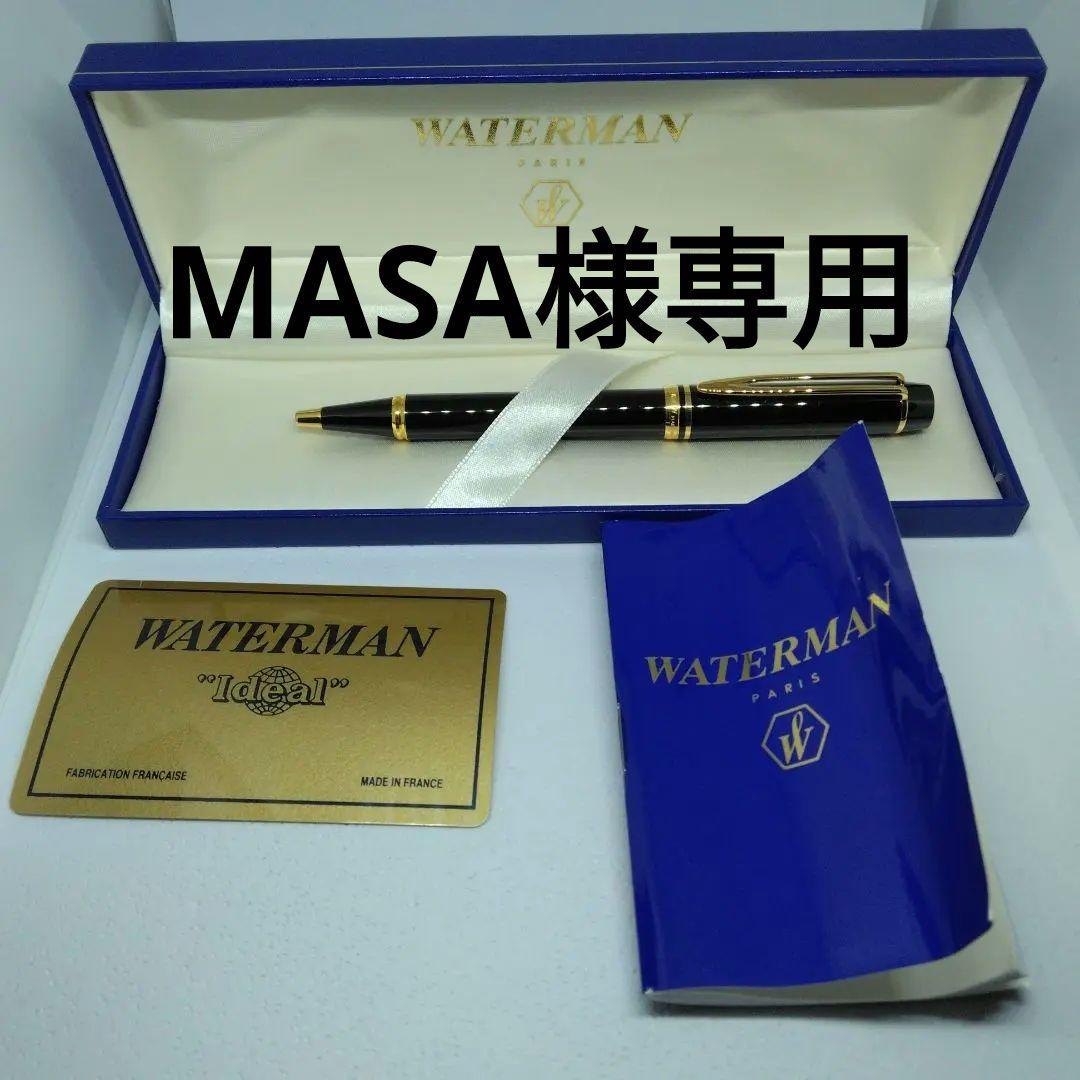 WATERMAN
PARIS
MASA様専用
WATERMAN
"Ideal"
FABRICATION FRANÇAISE
MADE IN FRANCE
WATERMAN
PARIS